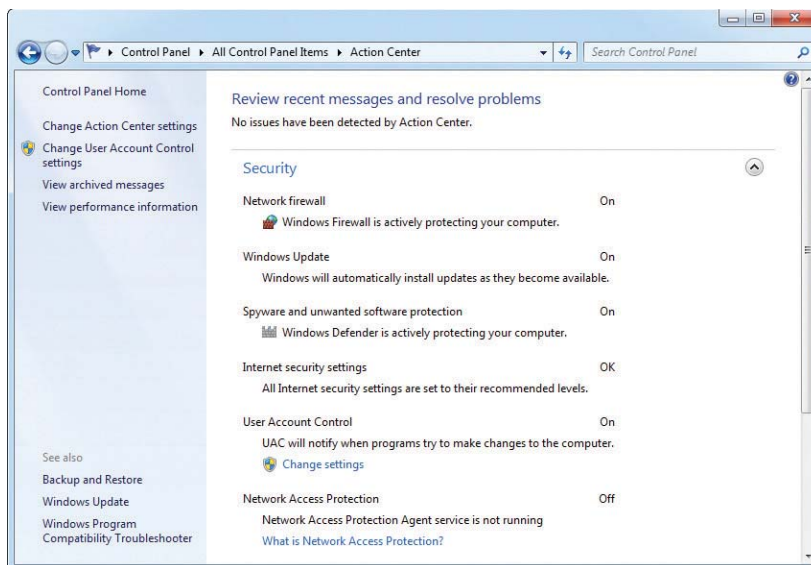 Control Panel ▸ All Control Panel Items ▸ Action Center
Search Control Panel
Control Panel Home
Change Action Center settings
Change User Account Control
settings
View archived messages
View performance information
See also
Backup and Restore
Windows Update
Windows Program
Compatibility Troubleshooter
Review recent messages and resolve problems
No issues have been detected by Action Center.
Security
Network firewall On
Windows Firewall is actively protecting your computer.
Windows Update On
Windows will automatically install updates as they become available.
Spyware and unwanted software protection On
Windows Defender is actively protecting your computer.
Internet security settings OK
All Internet security settings are set to their recommended levels.
User Account Control On
UAC will notify when programs try to make changes to the computer.
Change settings
Network Access Protection Off
Network Access Protection Agent service is not running
What is Network Access Protection?